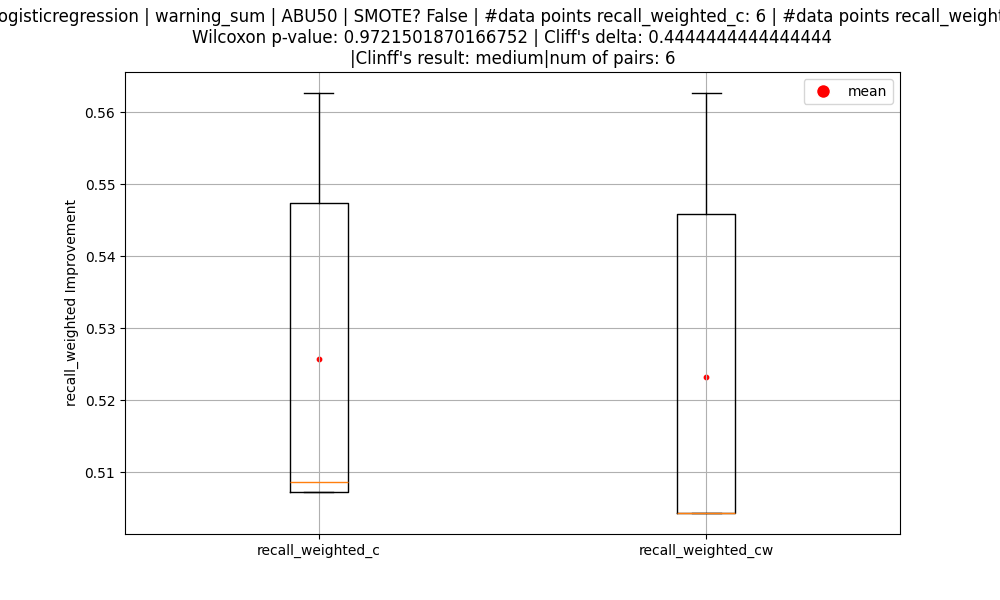 ogisticregression | warning_sum | ABU50 | SMOTE? False | #data points recall_weighted_c: 6 | #data points recall_weight
Wilcoxon p-value: 0.9721501870166752 | Cliff's delta: 0.4444444444444444
|Clinff's result: medium|num of pairs: 6
mean
0.56
0.55
0.54
0.53
0.52
0.51
recall_weighted Improvement
recall_weighted_c
recall_weighted_cw